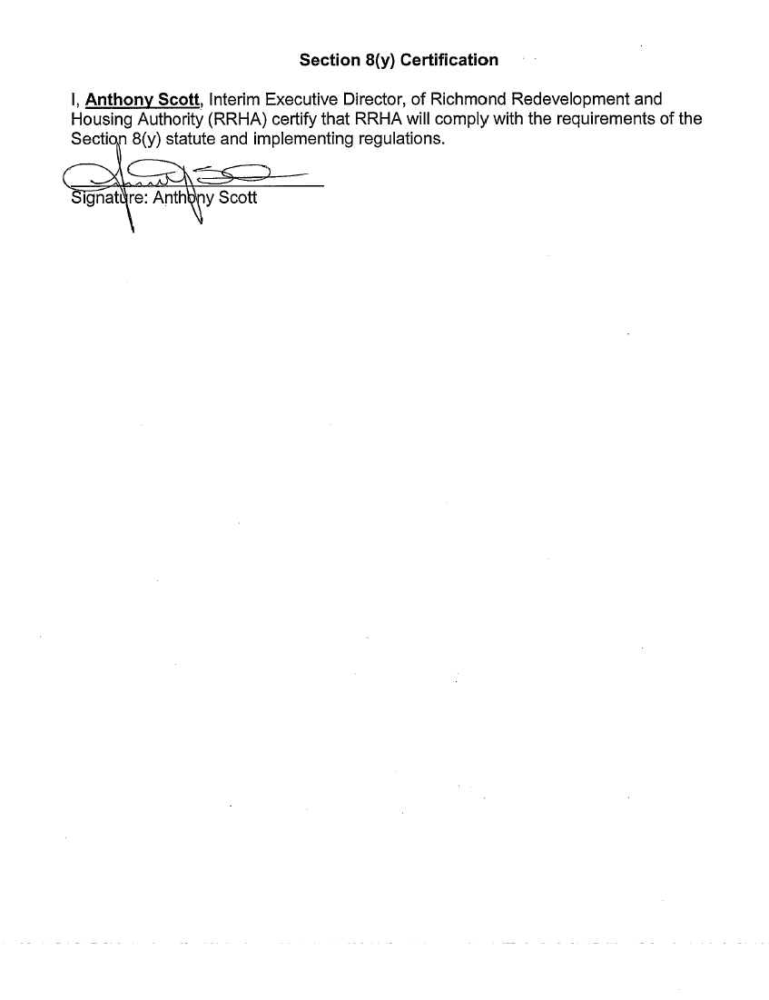 Section 8(y) Certification
I, Anthony Scott, Interim Executive Director, of Richmond Redevelopment and
Housing Authority (RRHA) certify that RRHA will comply with the requirements of the
Section 8(y) statute and implementing regulations.
Signature: Anthony Scott